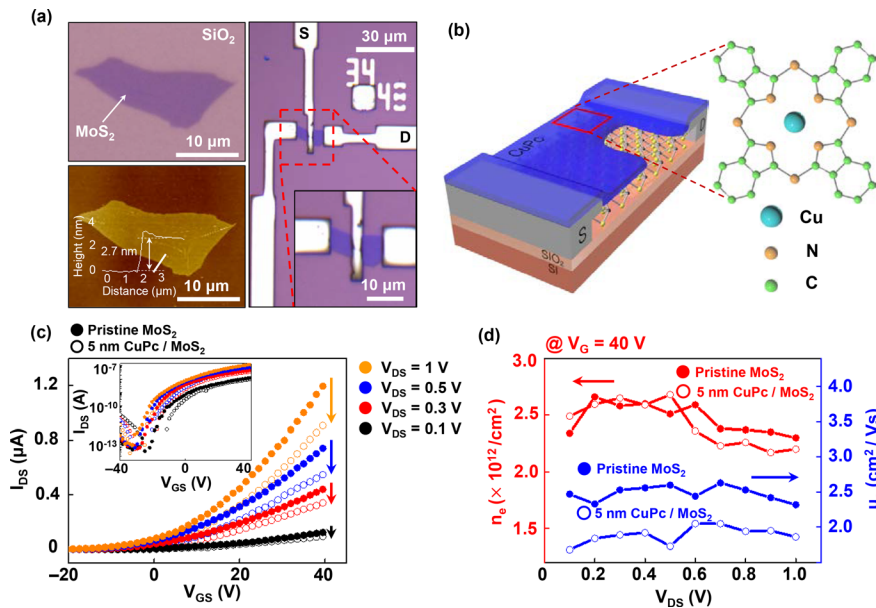 (a)
SiO2
MoS2
10 µm
Height (nm)
4
2
0
2.7 nm
0 1 2 3
Distance (µm)
10 µm
S
30 µm
34
D
10 µm
(b)
CuPc
D
S
SiO2
Si
Cu
N
C
(c)
Pristine MoS2
5 nm CuPc / MoS2
VDS = 1 V
VDS = 0.5 V
VDS = 0.3 V
VDS = 0.1 V
IDS (µA)
1.2
0.8
0.4
0
−20 0 20 40
VGS (V)
IDS (A)
10-7
10-10
10-13
−40 0 40
VGS (V)
(d)
@ VG = 40 V
Pristine MoS2
5 nm CuPc / MoS2
Pristine MoS2
5 nm CuPc / MoS2
ne (× 1012/cm2)
3.0
2.5
2.0
1.5
4.0
3.5
3.0
2.5
2.0
(cm2/ Vs)
0 0.2 0.4 0.6 0.8 1.0
VDS (V)